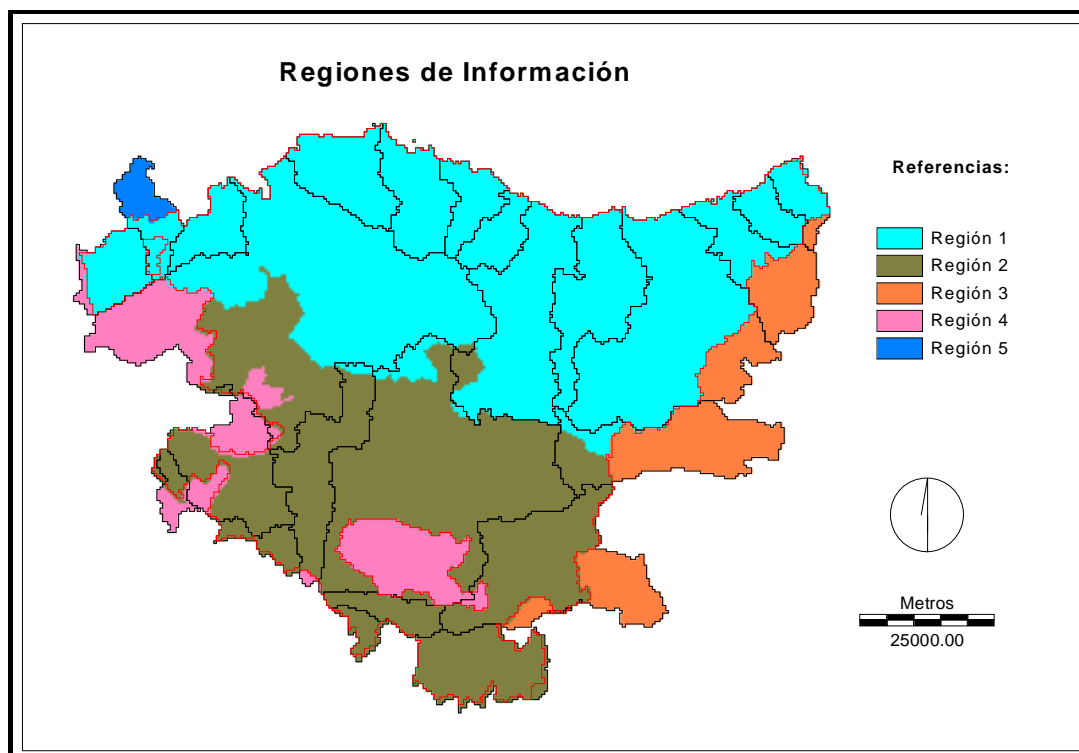 Regiones de Información
Referencias:
Región 1
Región 2
Región 3
Región 4
Región 5
Metros
25000.00